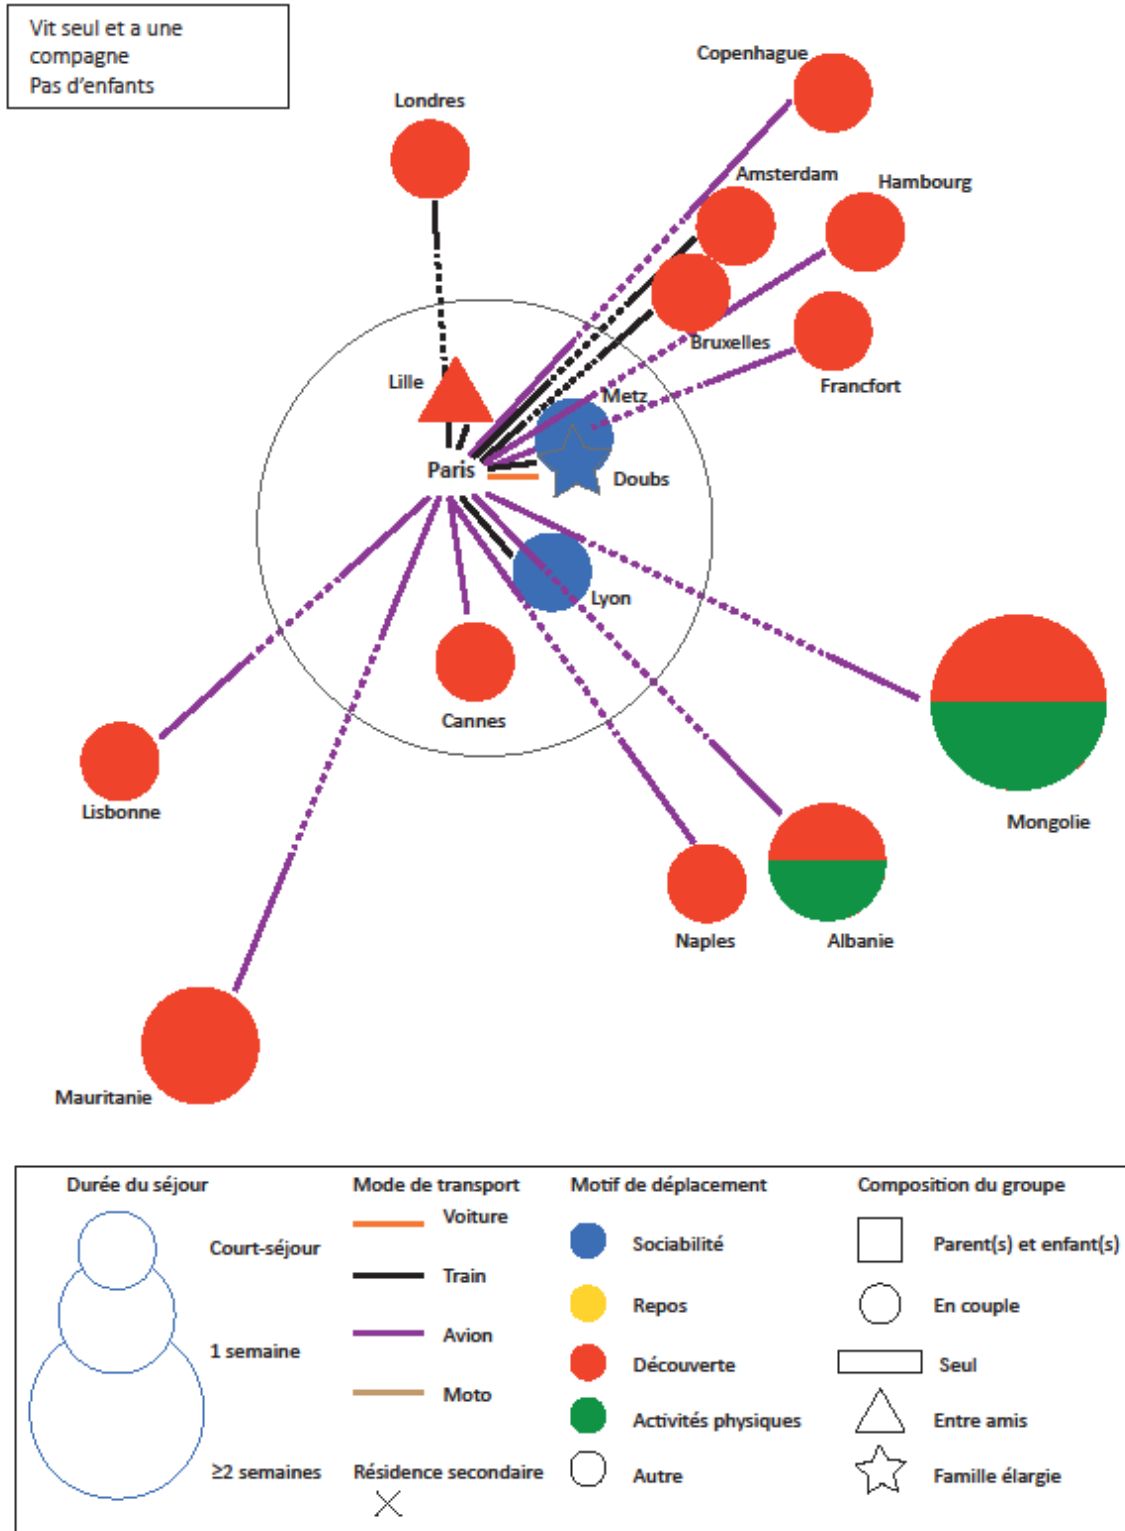 Vit seul et a une
compagne
Pas d'enfants
Copenhague
Londres
Amsterdam
Hambourg
Bruxelles
Francfort
Lille
Metz
Paris
Doubs
Lyon
Cannes
Lisbonne
Mongolie
Naples
Albanie
Mauritanie
Durée du séjour
Court-séjour
1 semaine
≥2 semaines
Mode de transport
Voiture
Train
Avion
Moto
Résidence secondaire
Motif de déplacement
Sociabilité
Repos
Découverte
Activités physiques
Autre
Composition du groupe
Parent(s) et enfant(s)
En couple
Seul
Entre amis
Famille élargie